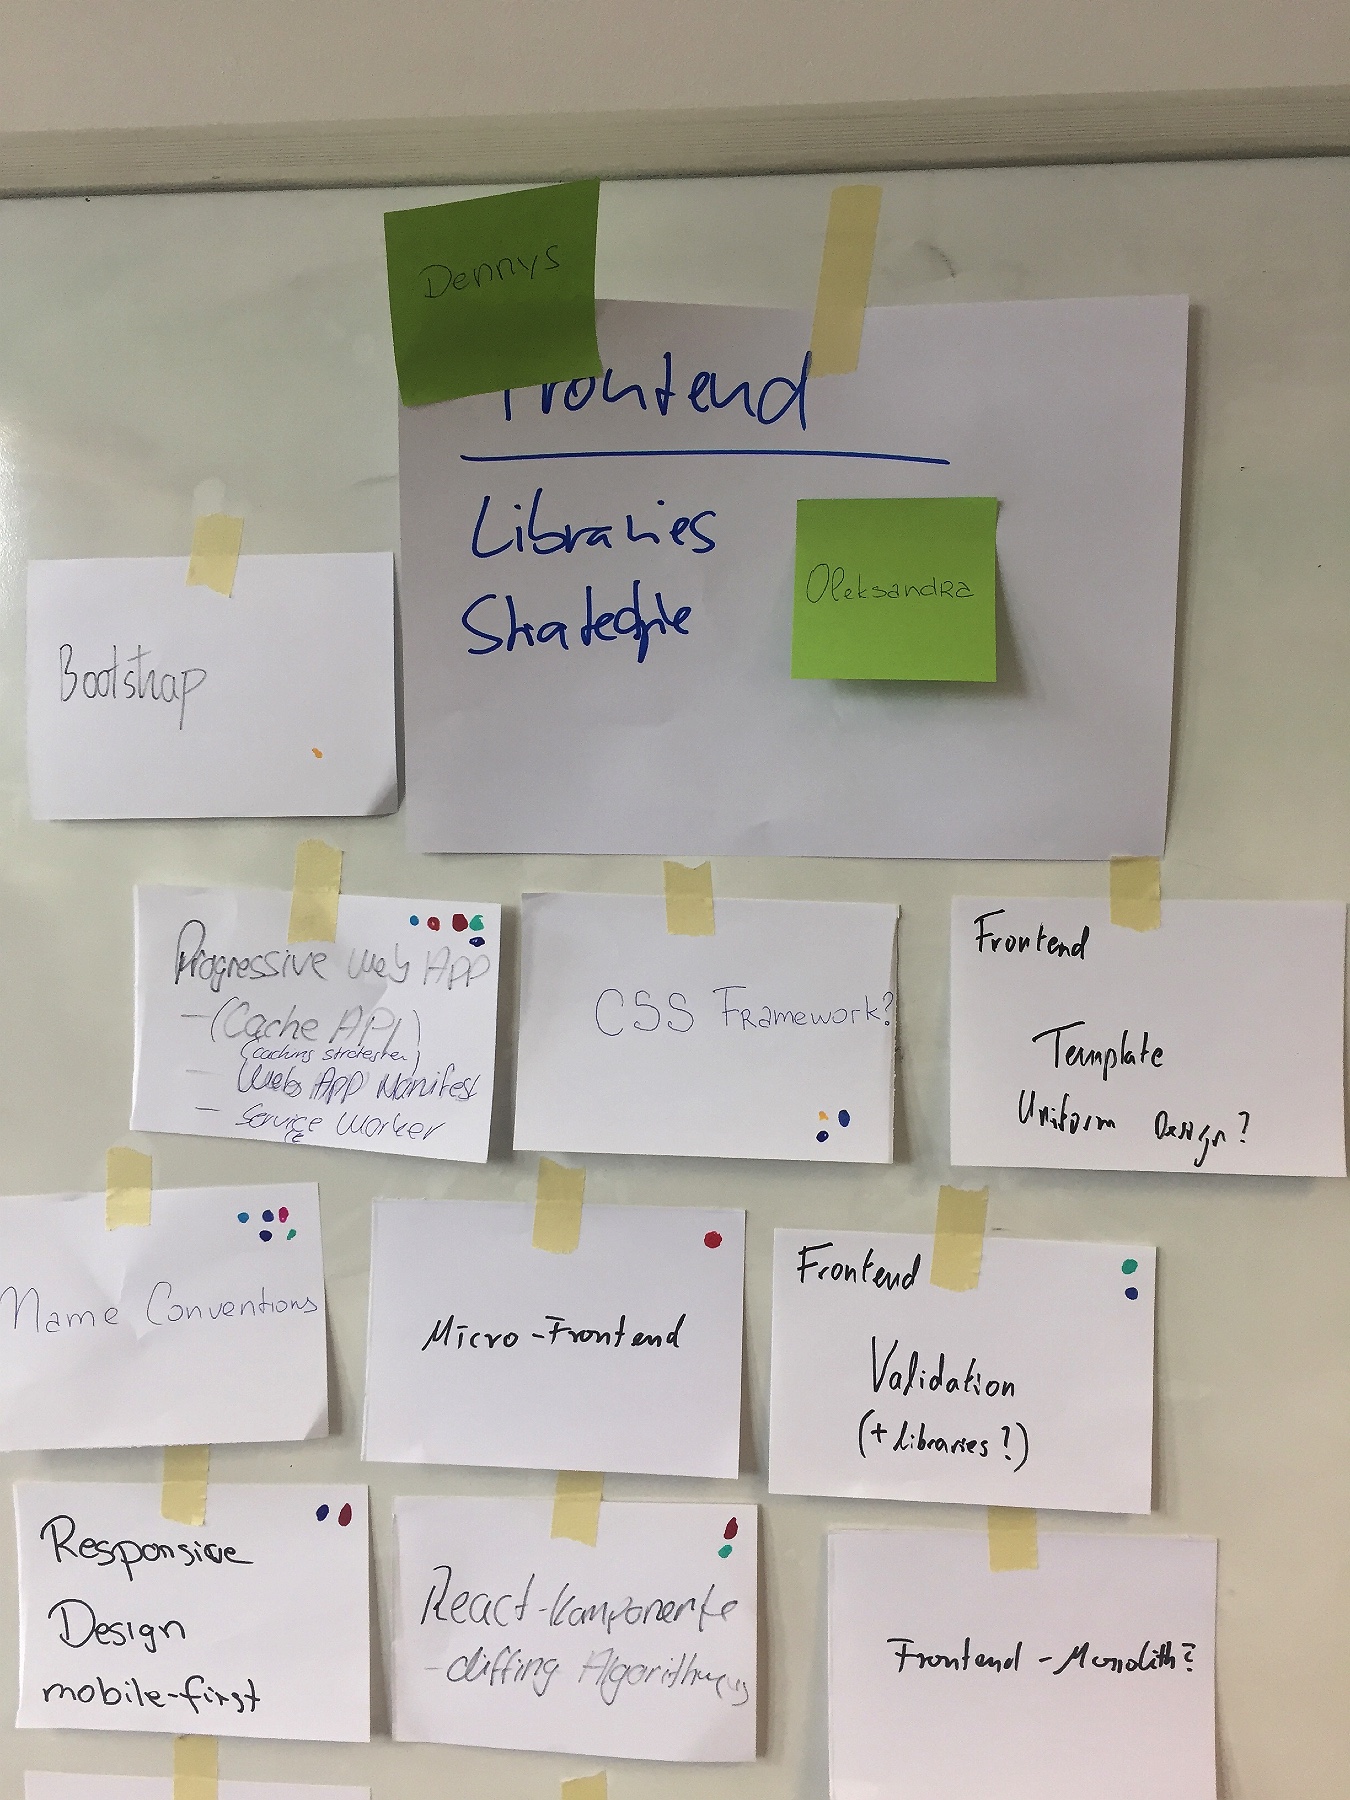 Dennys
Frontend
Libraries
Strategie
Oleksandra
Bootstrap
Progressive Web App
- (Cache API)
- Web App Manifest
- Service Worker
CSS Framework?
Frontend
Template
Uniform Design?
Name Conventions
Micro-Frontend
Frontend
Validation
(+ libraries?)
Responsive
Design
mobile-first
React-Komponente
- diffing Algorithmus
Frontend - Monolith?